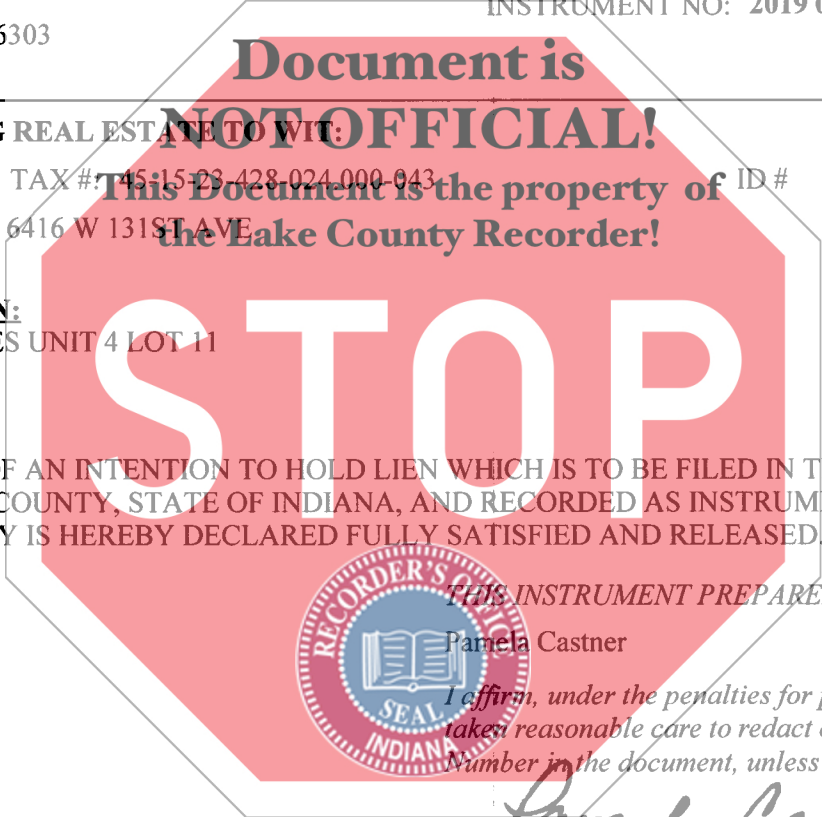 INSTRUMENT NO: 2019 0
6303
Document is
NOT OFFICIAL!
REAL ESTATE TO WIT:
TAX #: 45-15-23-428-024.000-043 ID #
This Document is the property of
6416 W 131ST AVE
the Lake County Recorder!
N:
ES UNIT 4 LOT 11
STOP
F AN INTENTION TO HOLD LIEN WHICH IS TO BE FILED IN T
COUNTY, STATE OF INDIANA, AND RECORDED AS INSTRUM
Y IS HEREBY DECLARED FULLY SATISFIED AND RELEASED.
THIS INSTRUMENT PREPARE
Pamela Castner
I affirm, under the penalties for p
taken reasonable care to redact
Number in the document, unless
RECORDER'S OFFICE
SEAL
INDIANA